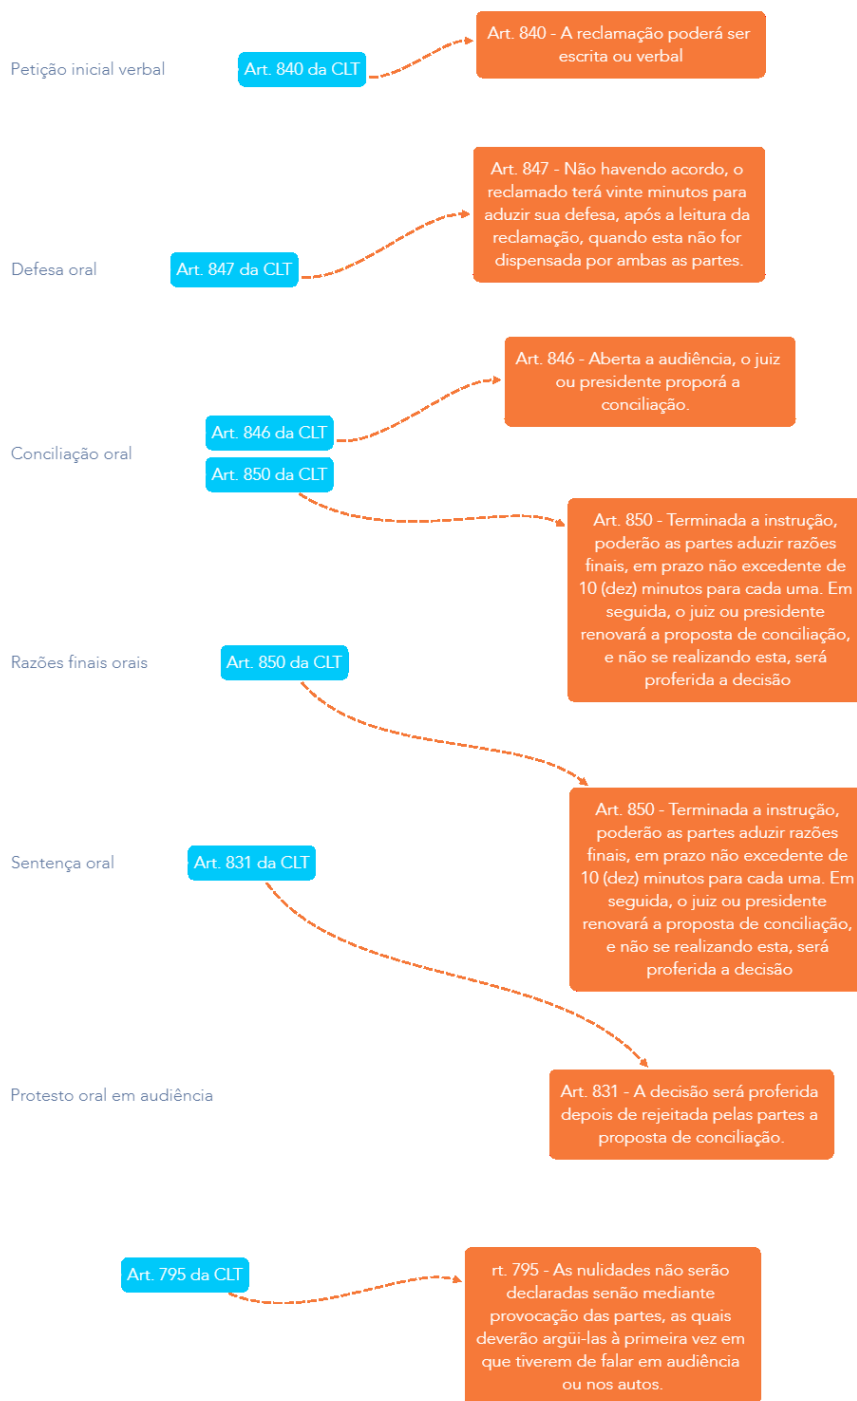 Art. 840 - A reclamação poderá ser
escrita ou verbal
Petição inicial verbal
Art. 840 da CLT
Art. 847 - Não havendo acordo, o
reclamado terá vinte minutos para
aduzir sua defesa, após a leitura da
reclamação, quando esta não for
dispensada por ambas as partes.
Defesa oral
Art. 847 da CLT
Art. 846 - Aberta a audiência, o juiz
ou presidente proporá a
conciliação.
Conciliação oral
Art. 846 da CLT
Art. 850 da CLT
Art. 850 - Terminada a instrução,
poderão as partes aduzir razões
finais, em prazo não excedente de
10 (dez) minutos para cada uma. Em
seguida, o juiz ou presidente
renovará a proposta de conciliação,
e não se realizando esta, será
proferida a decisão
Razões finais orais
Art. 850 da CLT
Art. 850 - Terminada a instrução,
poderão as partes aduzir razões
finais, em prazo não excedente de
10 (dez) minutos para cada uma. Em
seguida, o juiz ou presidente
renovará a proposta de conciliação,
e não se realizando esta, será
proferida a decisão
Sentença oral
Art. 831 da CLT
Art. 831 - A decisão será proferida
depois de rejeitada pelas partes a
proposta de conciliação.
Protesto oral em audiência
Art. 795 da CLT
rt. 795 - As nulidades não serão
declaradas senão mediante
provocação das partes, as quais
deverão argüi-las à primeira vez em
que tiverem de falar em audiência
ou nos autos.